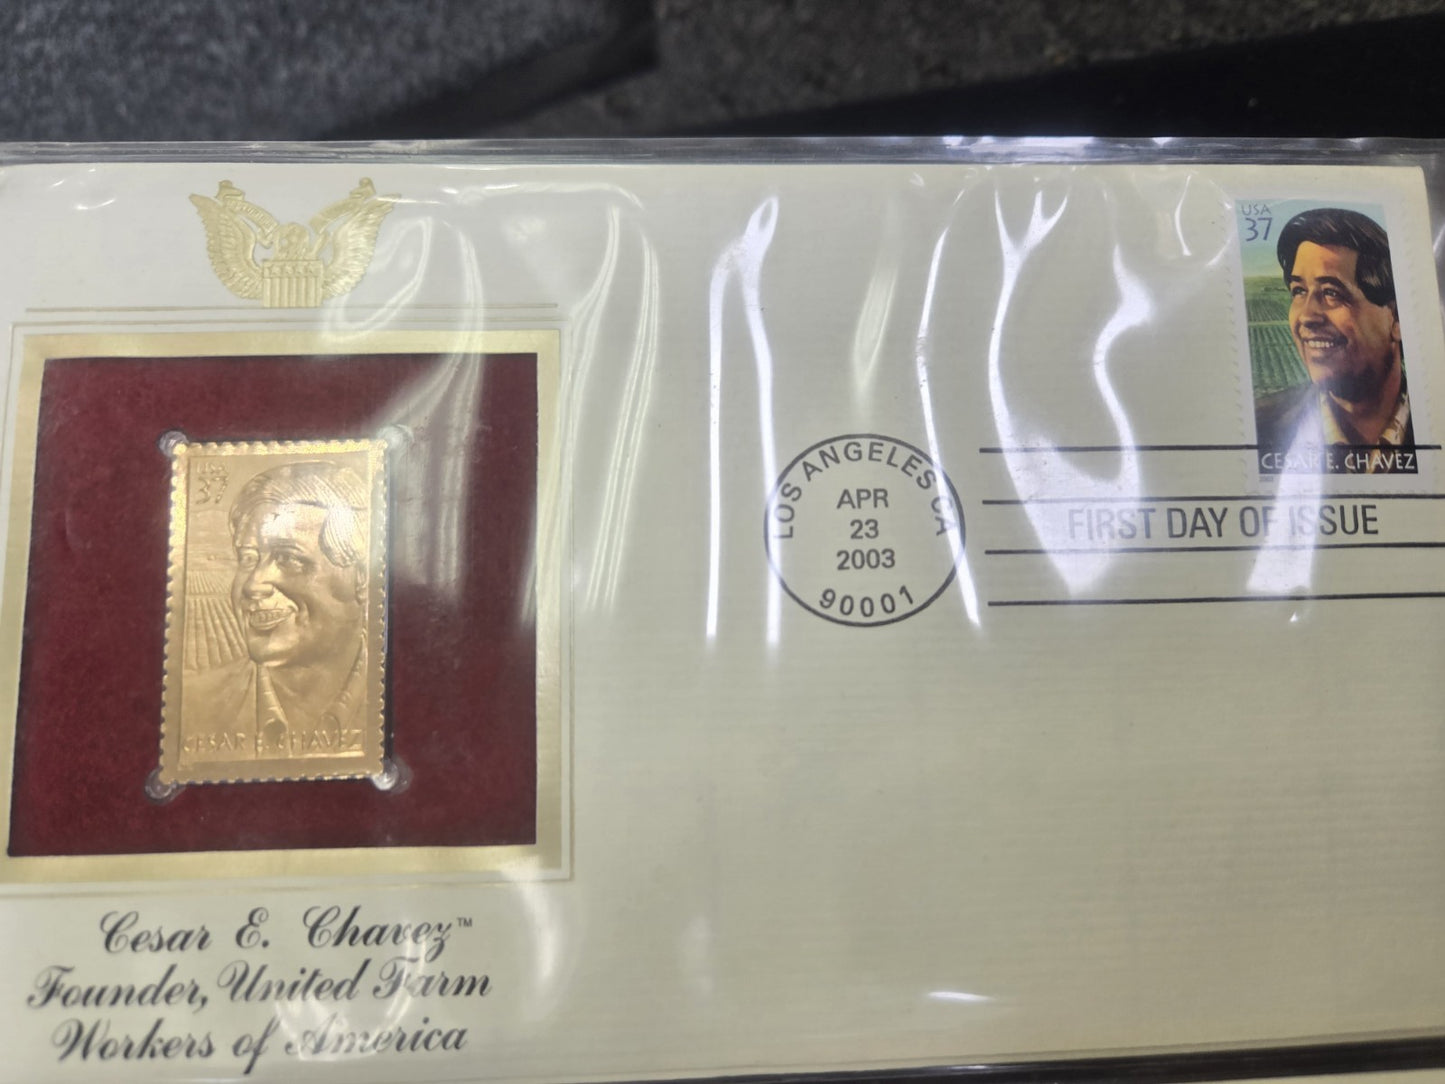 USA
37
CESAR E. CHAVEZ
2003
LOS ANGELES CA
APR
23
2003
90001
FIRST DAY OF ISSUE
USA
37
CESAR E. CHAVEZ
Cesar E. Chavez™
Founder, United Farm
Workers of America